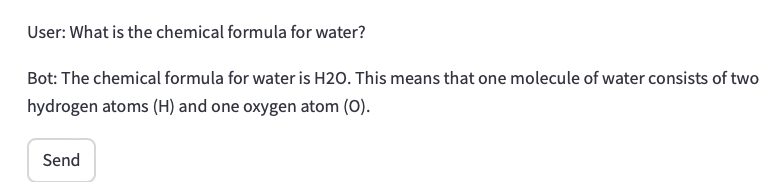 User: What is the chemical formula for water?
Bot: The chemical formula for water is H2O. This means that one molecule of water consists of two
hydrogen atoms (H) and one oxygen atom (O).
Send